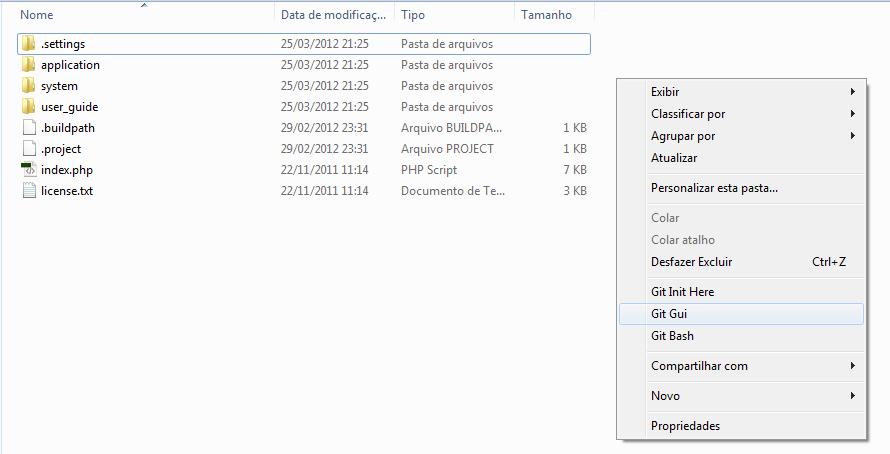 Nome Data de modificaç... Tipo Tamanho
.settings 25/03/2012 21:25 Pasta de arquivos
application 25/03/2012 21:25 Pasta de arquivos
system 25/03/2012 21:25 Pasta de arquivos
user_guide 25/03/2012 21:25 Pasta de arquivos
.buildpath 29/02/2012 23:31 Arquivo BUILDPA... 1 KB
.project 29/02/2012 23:31 Arquivo PROJECT 1 KB
index.php 22/11/2011 11:14 PHP Script 7 KB
license.txt 22/11/2011 11:14 Documento de Te... 3 KB
Exibir
Classificar por
Agrupar por
Atualizar
Personalizar esta pasta...
Colar
Colar atalho
Desfazer Excluir Ctrl+Z
Git Init Here
Git Gui
Git Bash
Compartilhar com
Novo
Propriedades